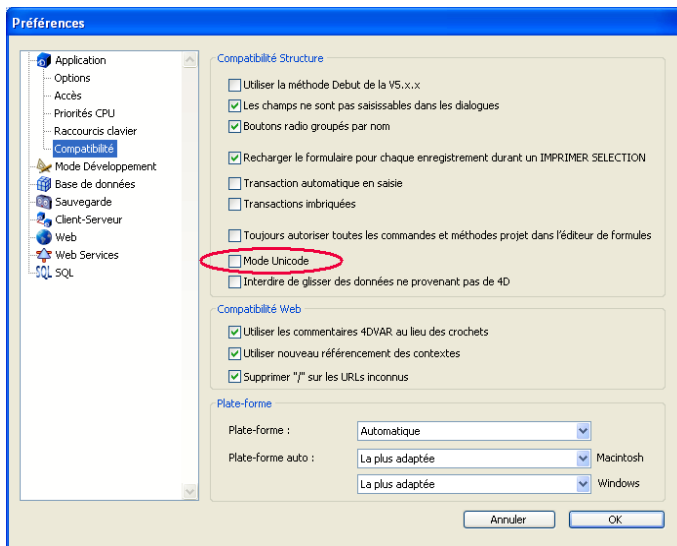 Préférences
Application
Options
Accès
Priorités CPU
Raccourcis clavier
Compatibilité
Mode Développement
Base de données
Sauvegarde
Client-Serveur
Web
Web Services
SQL SQL
Compatibilité Structure
Utiliser la méthode Debut de la V5.x.x
Les champs ne sont pas saisissables dans les dialogues
Boutons radio groupés par nom
Recharger le formulaire pour chaque enregistrement durant un IMPRIMER SELECTION
Transaction automatique en saisie
Transactions imbriquées
Toujours autoriser toutes les commandes et méthodes projet dans l'éditeur de formules
Mode Unicode
Interdire de glisser des données ne provenant pas de 4D
Compatibilité Web
Utiliser les commentaires 4DVAR au lieu des crochets
Utiliser nouveau référencement des contextes
Supprimer "/" sur les URLs inconnus
Plate-forme
Plate-forme : Automatique
Plate-forme auto : La plus adaptée Macintosh
La plus adaptée Windows
Annuler OK